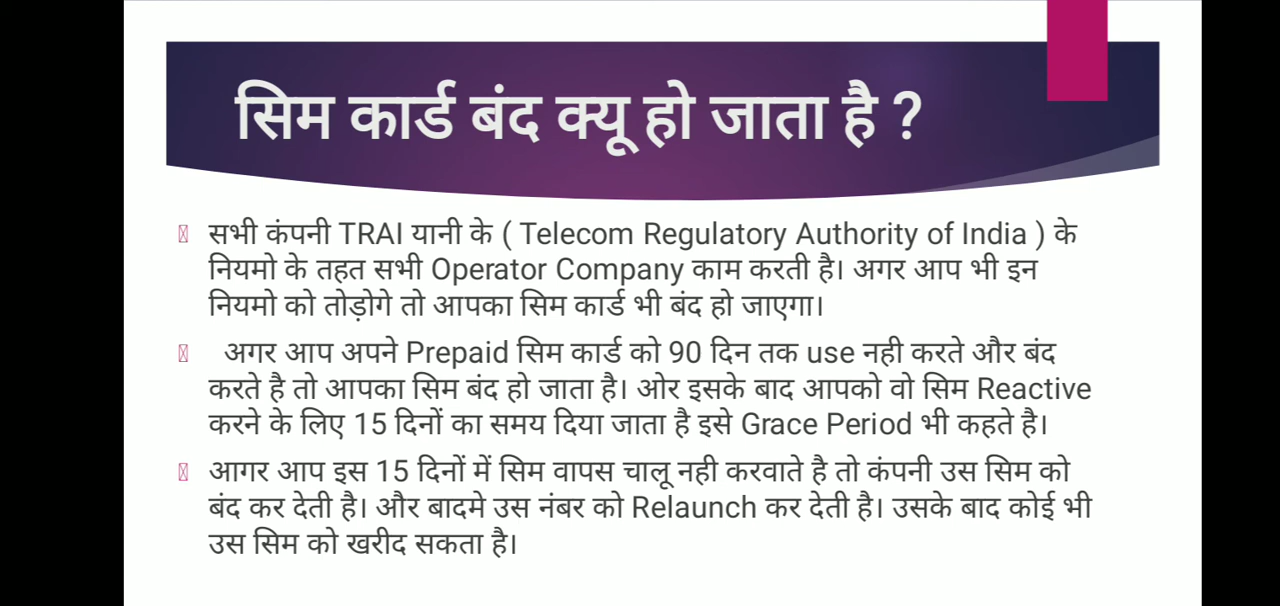 सिम कार्ड बंद क्यू हो जाता है ?
सभी कंपनी TRAI यानी के ( Telecom Regulatory Authority of India ) के
नियमो के तहत सभी Operator Company काम करती है। अगर आप भी इन
नियमो को तोड़ोगे तो आपका सिम कार्ड भी बंद हो जाएगा।
अगर आप अपने Prepaid सिम कार्ड को 90 दिन तक use नही करते और बंद
करते है तो आपका सिम बंद हो जाता है। ओर इसके बाद आपको वो सिम Reactive
करने के लिए 15 दिनों का समय दिया जाता है इसे Grace Period भी कहते है।
आगर आप इस 15 दिनों में सिम वापस चालू नही करवाते है तो कंपनी उस सिम को
बंद कर देती है। और बादमे उस नंबर को Relaunch कर देती है। उसके बाद कोई भी
उस सिम को खरीद सकता है।